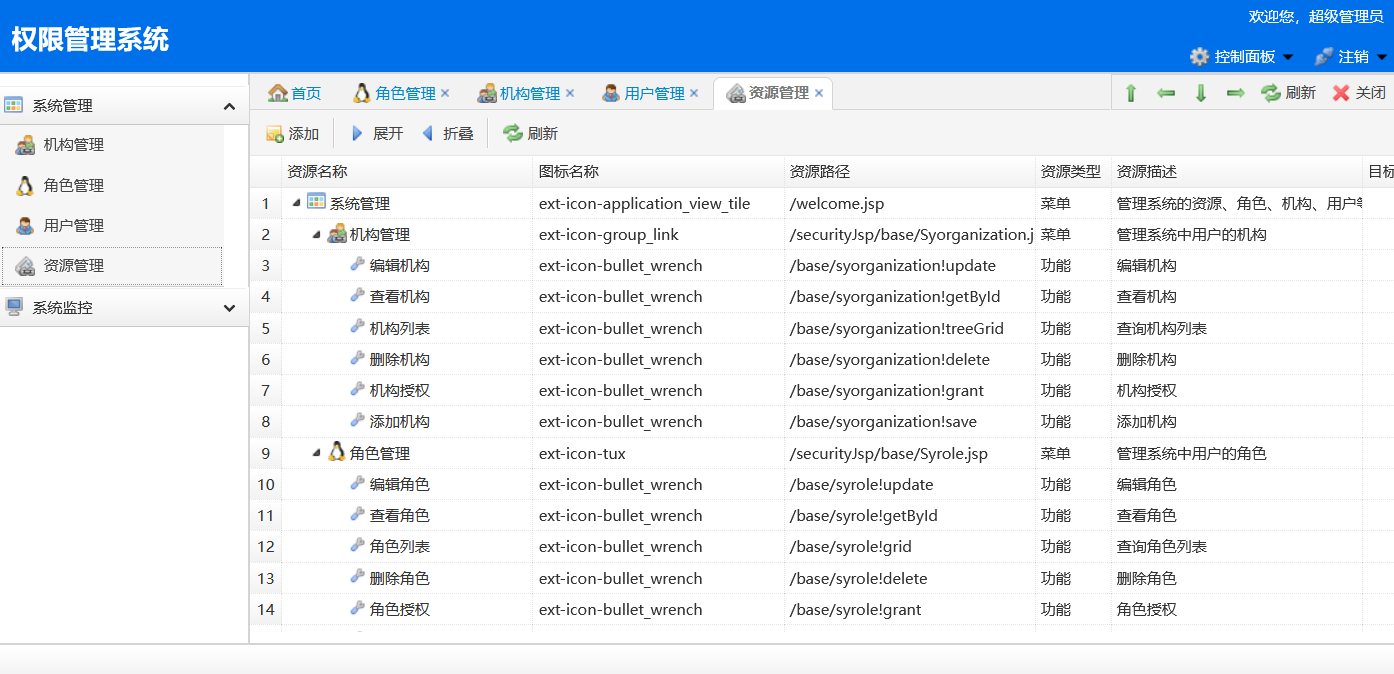 欢迎您，超级管理员
权限管理系统
控制面板 注销
系统管理
机构管理
角色管理
用户管理
资源管理
系统监控
首页 角色管理 机构管理 用户管理 资源管理 刷新 关闭
添加 展开 折叠 刷新
资源名称 图标名称 资源路径 资源类型 资源描述 目标
1 系统管理 ext-icon-application_view_tile /welcome.jsp 菜单 管理系统的资源、角色、机构、用户等
2 机构管理 ext-icon-group_link /securityJsp/base/Syorganization.j 菜单 管理系统中用户的机构
3 编辑机构 ext-icon-bullet_wrench /base/syorganization!update 功能 编辑机构
4 查看机构 ext-icon-bullet_wrench /base/syorganization!getById 功能 查看机构
5 机构列表 ext-icon-bullet_wrench /base/syorganization!treeGrid 功能 查询机构列表
6 删除机构 ext-icon-bullet_wrench /base/syorganization!delete 功能 删除机构
7 机构授权 ext-icon-bullet_wrench /base/syorganization!grant 功能 机构授权
8 添加机构 ext-icon-bullet_wrench /base/syorganization!save 功能 添加机构
9 角色管理 ext-icon-tux /securityJsp/base/Syrole.jsp 菜单 管理系统中用户的角色
10 编辑角色 ext-icon-bullet_wrench /base/syrole!update 功能 编辑角色
11 查看角色 ext-icon-bullet_wrench /base/syrole!getById 功能 查看角色
12 角色列表 ext-icon-bullet_wrench /base/syrole!grid 功能 查询角色列表
13 删除角色 ext-icon-bullet_wrench /base/syrole!delete 功能 删除角色
14 角色授权 ext-icon-bullet_wrench /base/syrole!grant 功能 角色授权